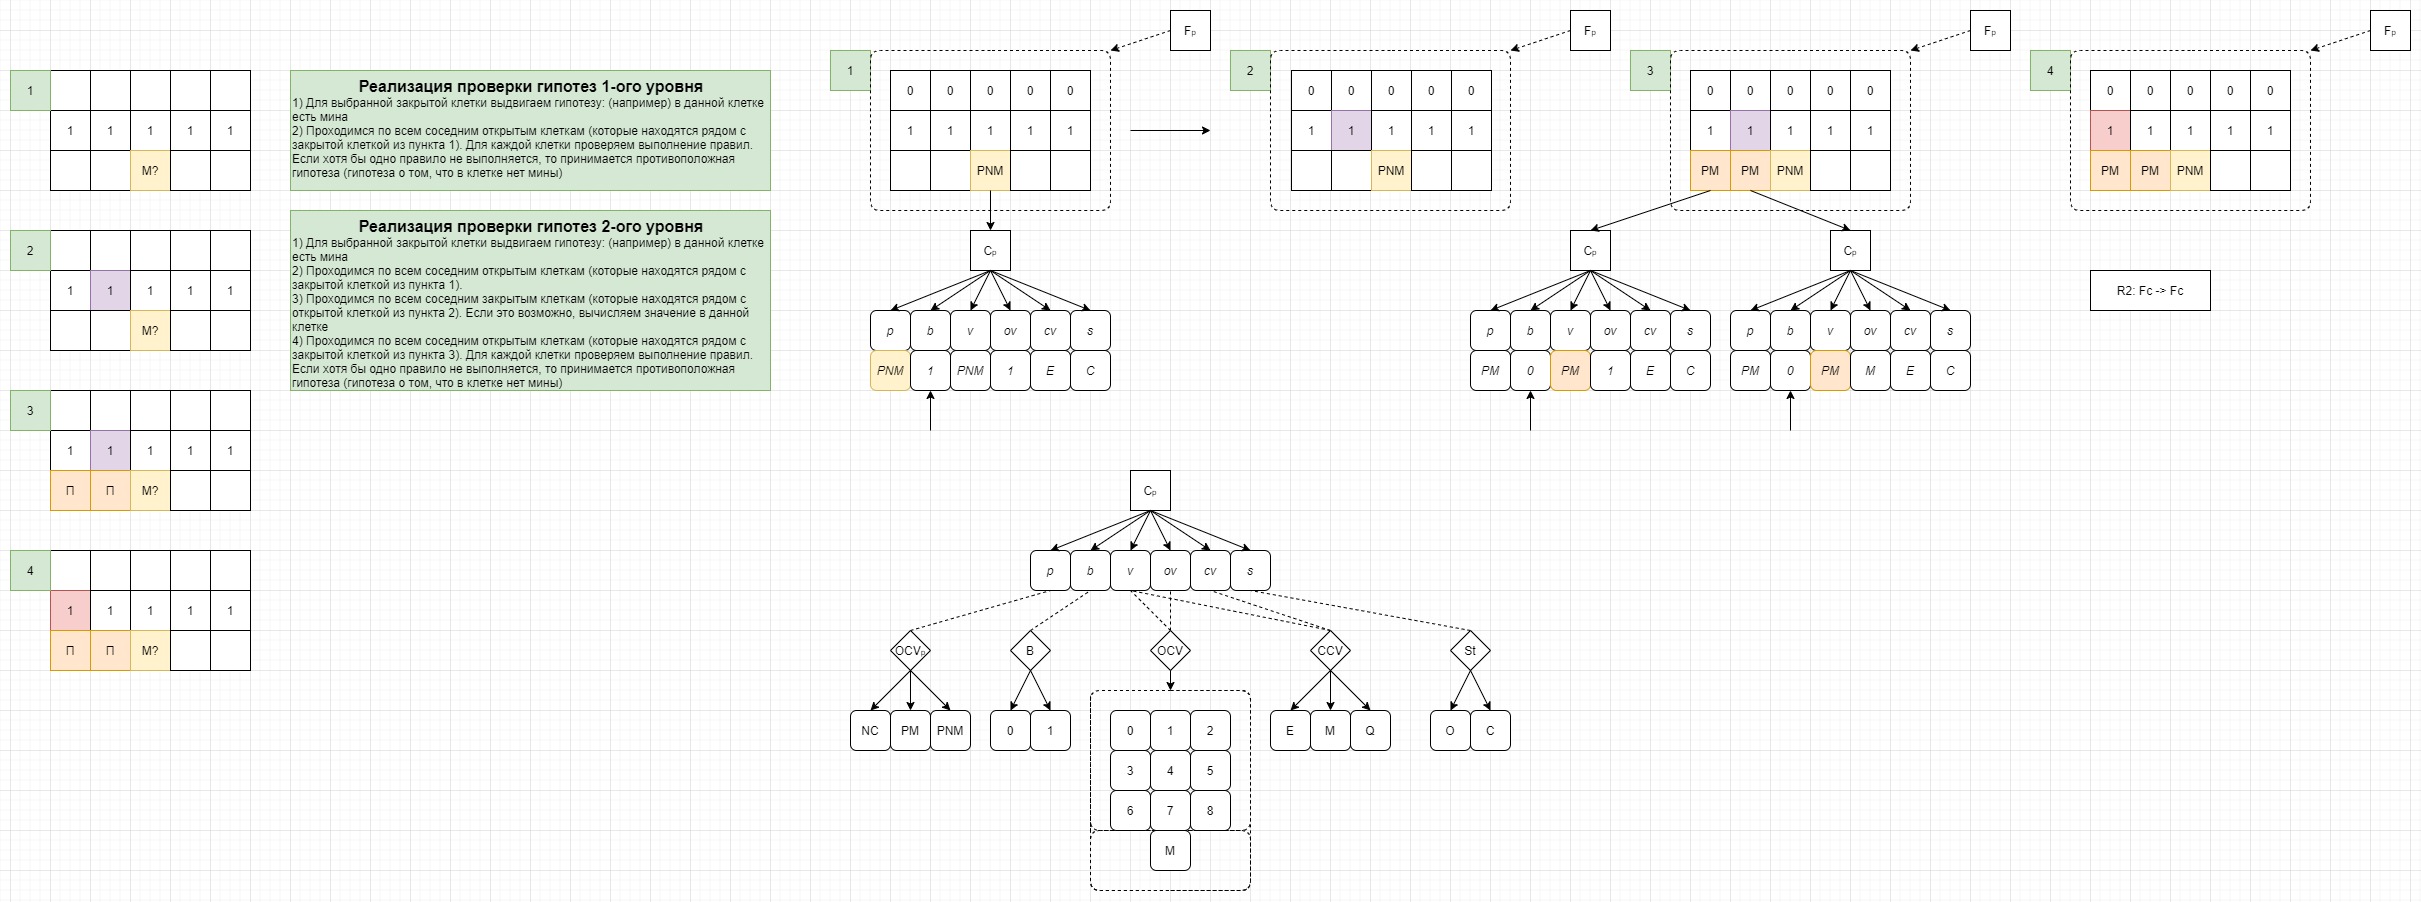 1
1 1 1 1 1
М?
2
1 1 1 1 1
М?
3
1 1 1 1 1
П П М?
4
1 1 1 1 1
П П М?
Реализация проверки гипотез 1-ого уровня
1) Для выбранной закрытой клетки выдвигаем гипотезу: (например) в данной клетке
есть мина
2) Проходимся по всем соседним открытым клеткам (которые находятся рядом с
закрытой клеткой из пункта 1). Для каждой клетки проверяем выполнение правил.
Если хотя бы одно правило не выполняется, то принимается противоположная
гипотеза (гипотеза о том, что в клетке нет мины)
Реализация проверки гипотез 2-ого уровня
1) Для выбранной закрытой клетки выдвигаем гипотезу: (например) в данной клетке
есть мина
2) Проходимся по всем соседним открытым клеткам (которые находятся рядом с
закрытой клеткой из пункта 1).
3) Проходимся по всем соседним закрытым клеткам (которые находятся рядом с
открытой клеткой из пункта 2). Если это возможно, вычисляем значение в данной
клетке
4) Проходимся по всем соседним открытым клеткам (которые находятся рядом с
закрытой клеткой из пункта 3). Для каждой клетки проверяем выполнение правил.
Если хотя бы одно правило не выполняется, то принимается противоположная
гипотеза (гипотеза о том, что в клетке нет мины)
Fp
1
0 0 0 0 0
1 1 1 1 1
PNM
Cp
p b v ov cv s
PNM 1 PNM 1 E C
Fp
2
0 0 0 0 0
1 1 1 1 1
PNM
Fp
3
0 0 0 0 0
1 1 1 1 1
PM PM PNM
Cp
p b v ov cv s
PM 0 PM 1 E C
Cp
p b v ov cv s
PM 0 PM M E C
Fp
4
0 0 0 0 0
1 1 1 1 1
PM PM PNM
R2: Fc -> Fc
Cp
p b v ov cv s
OCVp B OCV CCV St
NC PM PNM
0 1
0 1 2
3 4 5
6 7 8
M
E M Q
O C